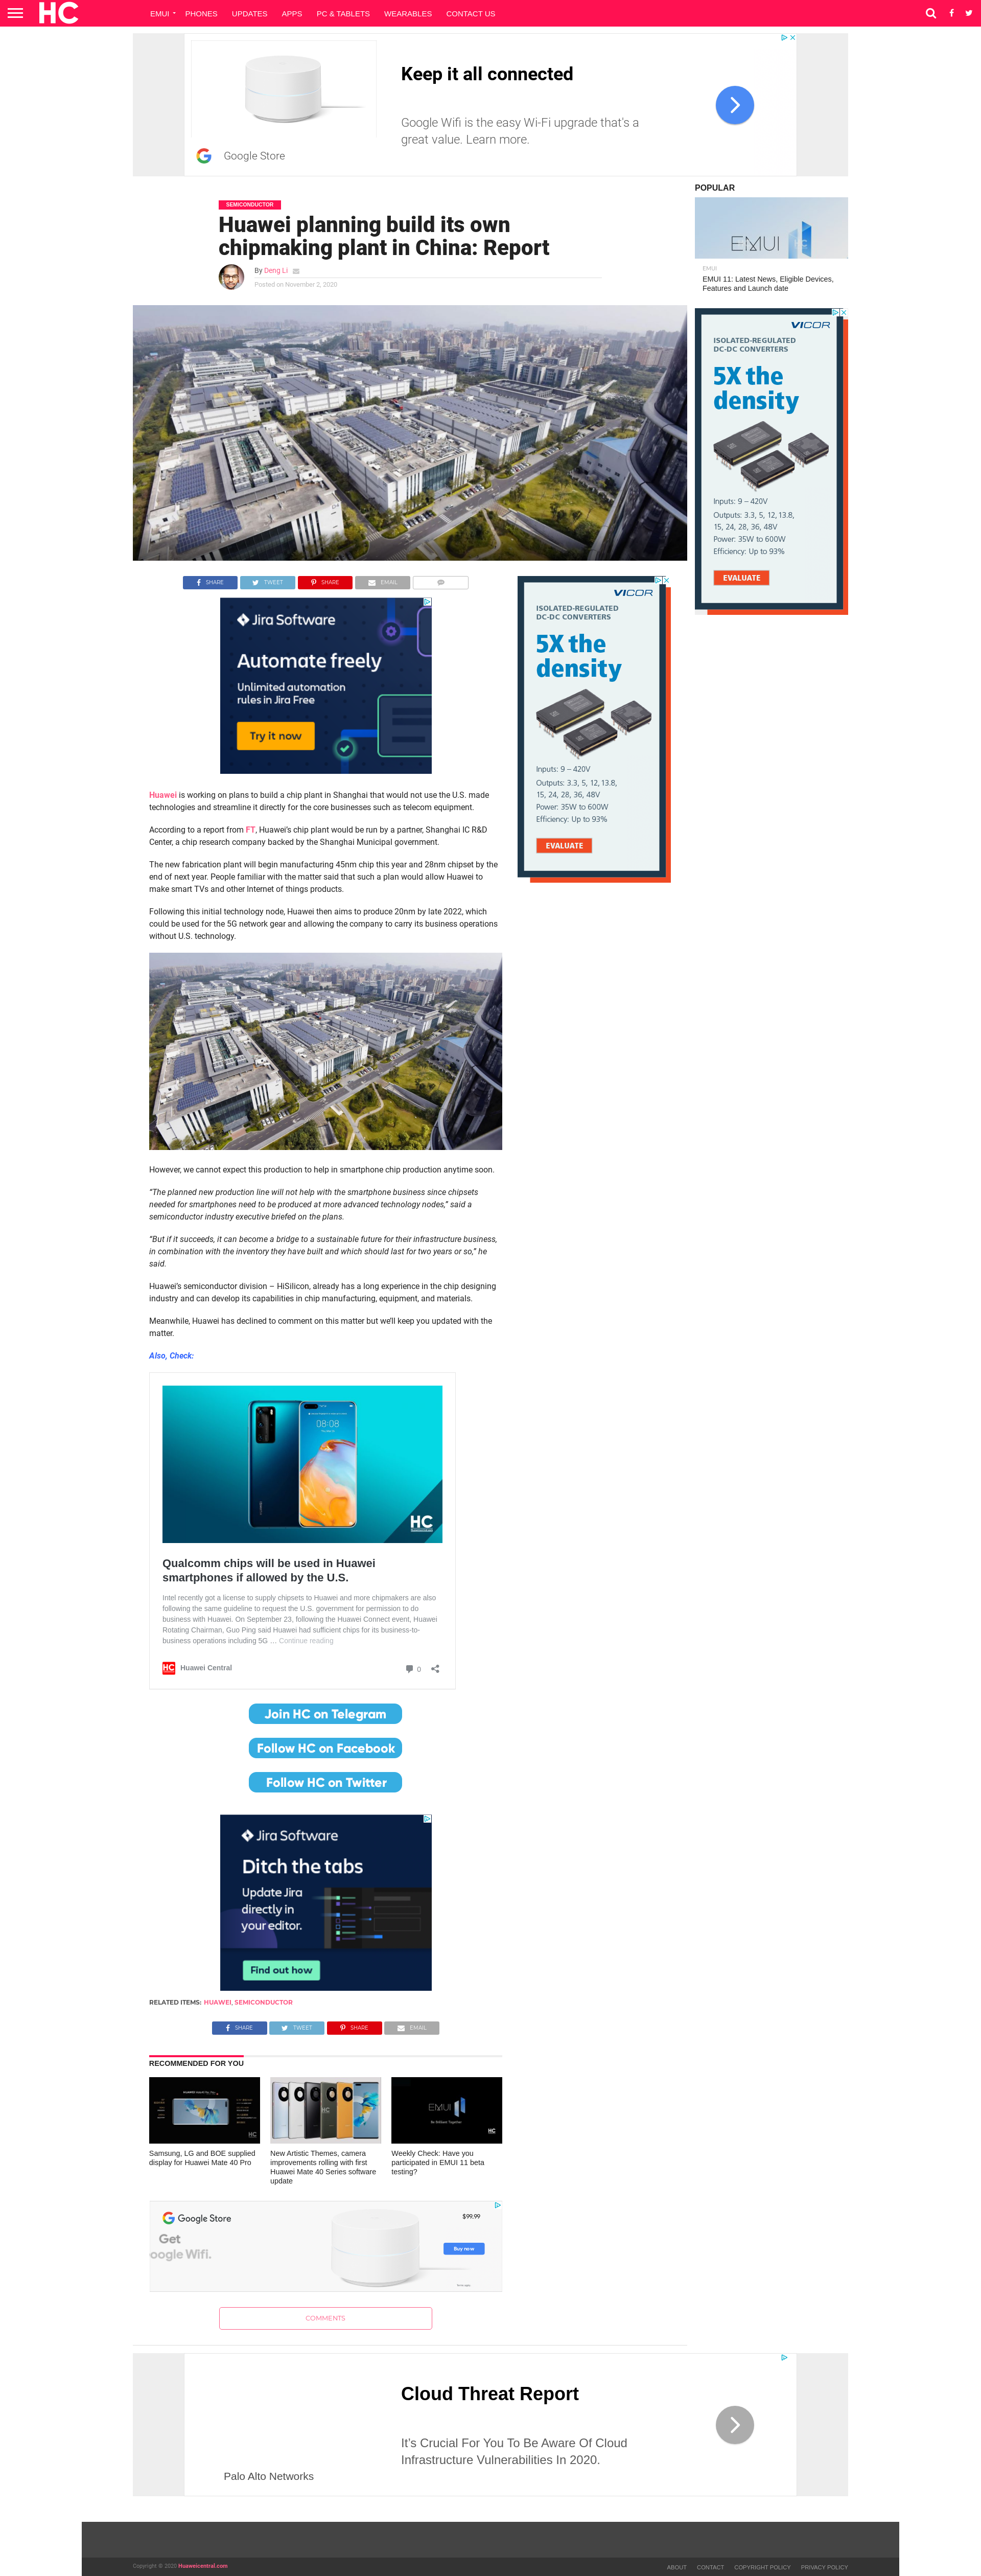 HC
EMUI
PHONES
UPDATES
APPS
PC & TABLETS
WEARABLES
CONTACT US
Keep it all connected
Google Wifi is the easy Wi-Fi upgrade that's a
great value. Learn more.
Google Store
SEMICONDUCTOR
Huawei planning build its own
chipmaking plant in China: Report
By Deng Li
Posted on November 2, 2020
POPULAR
EMUI
EMUI
EMUI 11: Latest News, Eligible Devices,
Features and Launch date
VICOR
ISOLATED-REGULATED
DC-DC CONVERTERS
5X the
density
Inputs: 9 – 420V
Outputs: 3.3, 5, 12, 13.8,
15, 24, 28, 36, 48V
Power: 35W to 600W
Efficiency: Up to 93%
EVALUATE
SHARE
TWEET
SHARE
EMAIL
Jira Software
Automate freely
Unlimited automation
rules in Jira Free
Try it now
VICOR
ISOLATED-REGULATED
DC-DC CONVERTERS
5X the
density
Inputs: 9 – 420V
Outputs: 3.3, 5, 12, 13.8,
15, 24, 28, 36, 48V
Power: 35W to 600W
Efficiency: Up to 93%
EVALUATE
Huawei is working on plans to build a chip plant in Shanghai that would not use the U.S. made
technologies and streamline it directly for the core businesses such as telecom equipment.
According to a report from FT, Huawei's chip plant would be run by a partner, Shanghai IC R&D
Center, a chip research company backed by the Shanghai Municipal government.
The new fabrication plant will begin manufacturing 45nm chip this year and 28nm chipset by the
end of next year. People familiar with the matter said that such a plan would allow Huawei to
make smart TVs and other Internet of things products.
Following this initial technology node, Huawei then aims to produce 20nm by late 2022, which
could be used for the 5G network gear and allowing the company to carry its business operations
without U.S. technology.
However, we cannot expect this production to help in smartphone chip production anytime soon.
“The planned new production line will not help with the smartphone business since chipsets
needed for smartphones need to be produced at more advanced technology nodes,” said a
semiconductor industry executive briefed on the plans.
“But if it succeeds, it can become a bridge to a sustainable future for their infrastructure business,
in combination with the inventory they have built and which should last for two years or so,” he
said.
Huawei's semiconductor division – HiSilicon, already has a long experience in the chip designing
industry and can develop its capabilities in chip manufacturing, equipment, and materials.
Meanwhile, Huawei has declined to comment on this matter but we'll keep you updated with the
matter.
Also, Check:
08:08
HC
Qualcomm chips will be used in Huawei
smartphones if allowed by the U.S.
Intel recently got a license to supply chipsets to Huawei and more chipmakers are also
following the same guideline to request the U.S. government for permission to do
business with Huawei. On September 23, following the Huawei Connect event, Huawei
Rotating Chairman, Guo Ping said Huawei had sufficient chips for its business-to-
business operations including 5G … Continue reading
HC Huawei Central
0
Join HC on Telegram
Follow HC on Facebook
Follow HC on Twitter
Jira Software
Ditch the tabs
Update Jira
directly in
your editor.
Find out how
RELATED ITEMS: HUAWEI, SEMICONDUCTOR
SHARE
TWEET
SHARE
EMAIL
RECOMMENDED FOR YOU
HC
HC
EMUI
HC
Samsung, LG and BOE supplied
display for Huawei Mate 40 Pro
New Artistic Themes, camera
improvements rolling with first
Huawei Mate 40 Series software
update
Weekly Check: Have you
participated in EMUI 11 beta
testing?
Google Store
Get
oogle Wifi.
$99.99
Buy now
COMMENTS
Cloud Threat Report
It's Crucial For You To Be Aware Of Cloud
Infrastructure Vulnerabilities In 2020.
Palo Alto Networks
Copyright © 2020 Huaweicentral.com
ABOUT
CONTACT
COPYRIGHT POLICY
PRIVACY POLICY